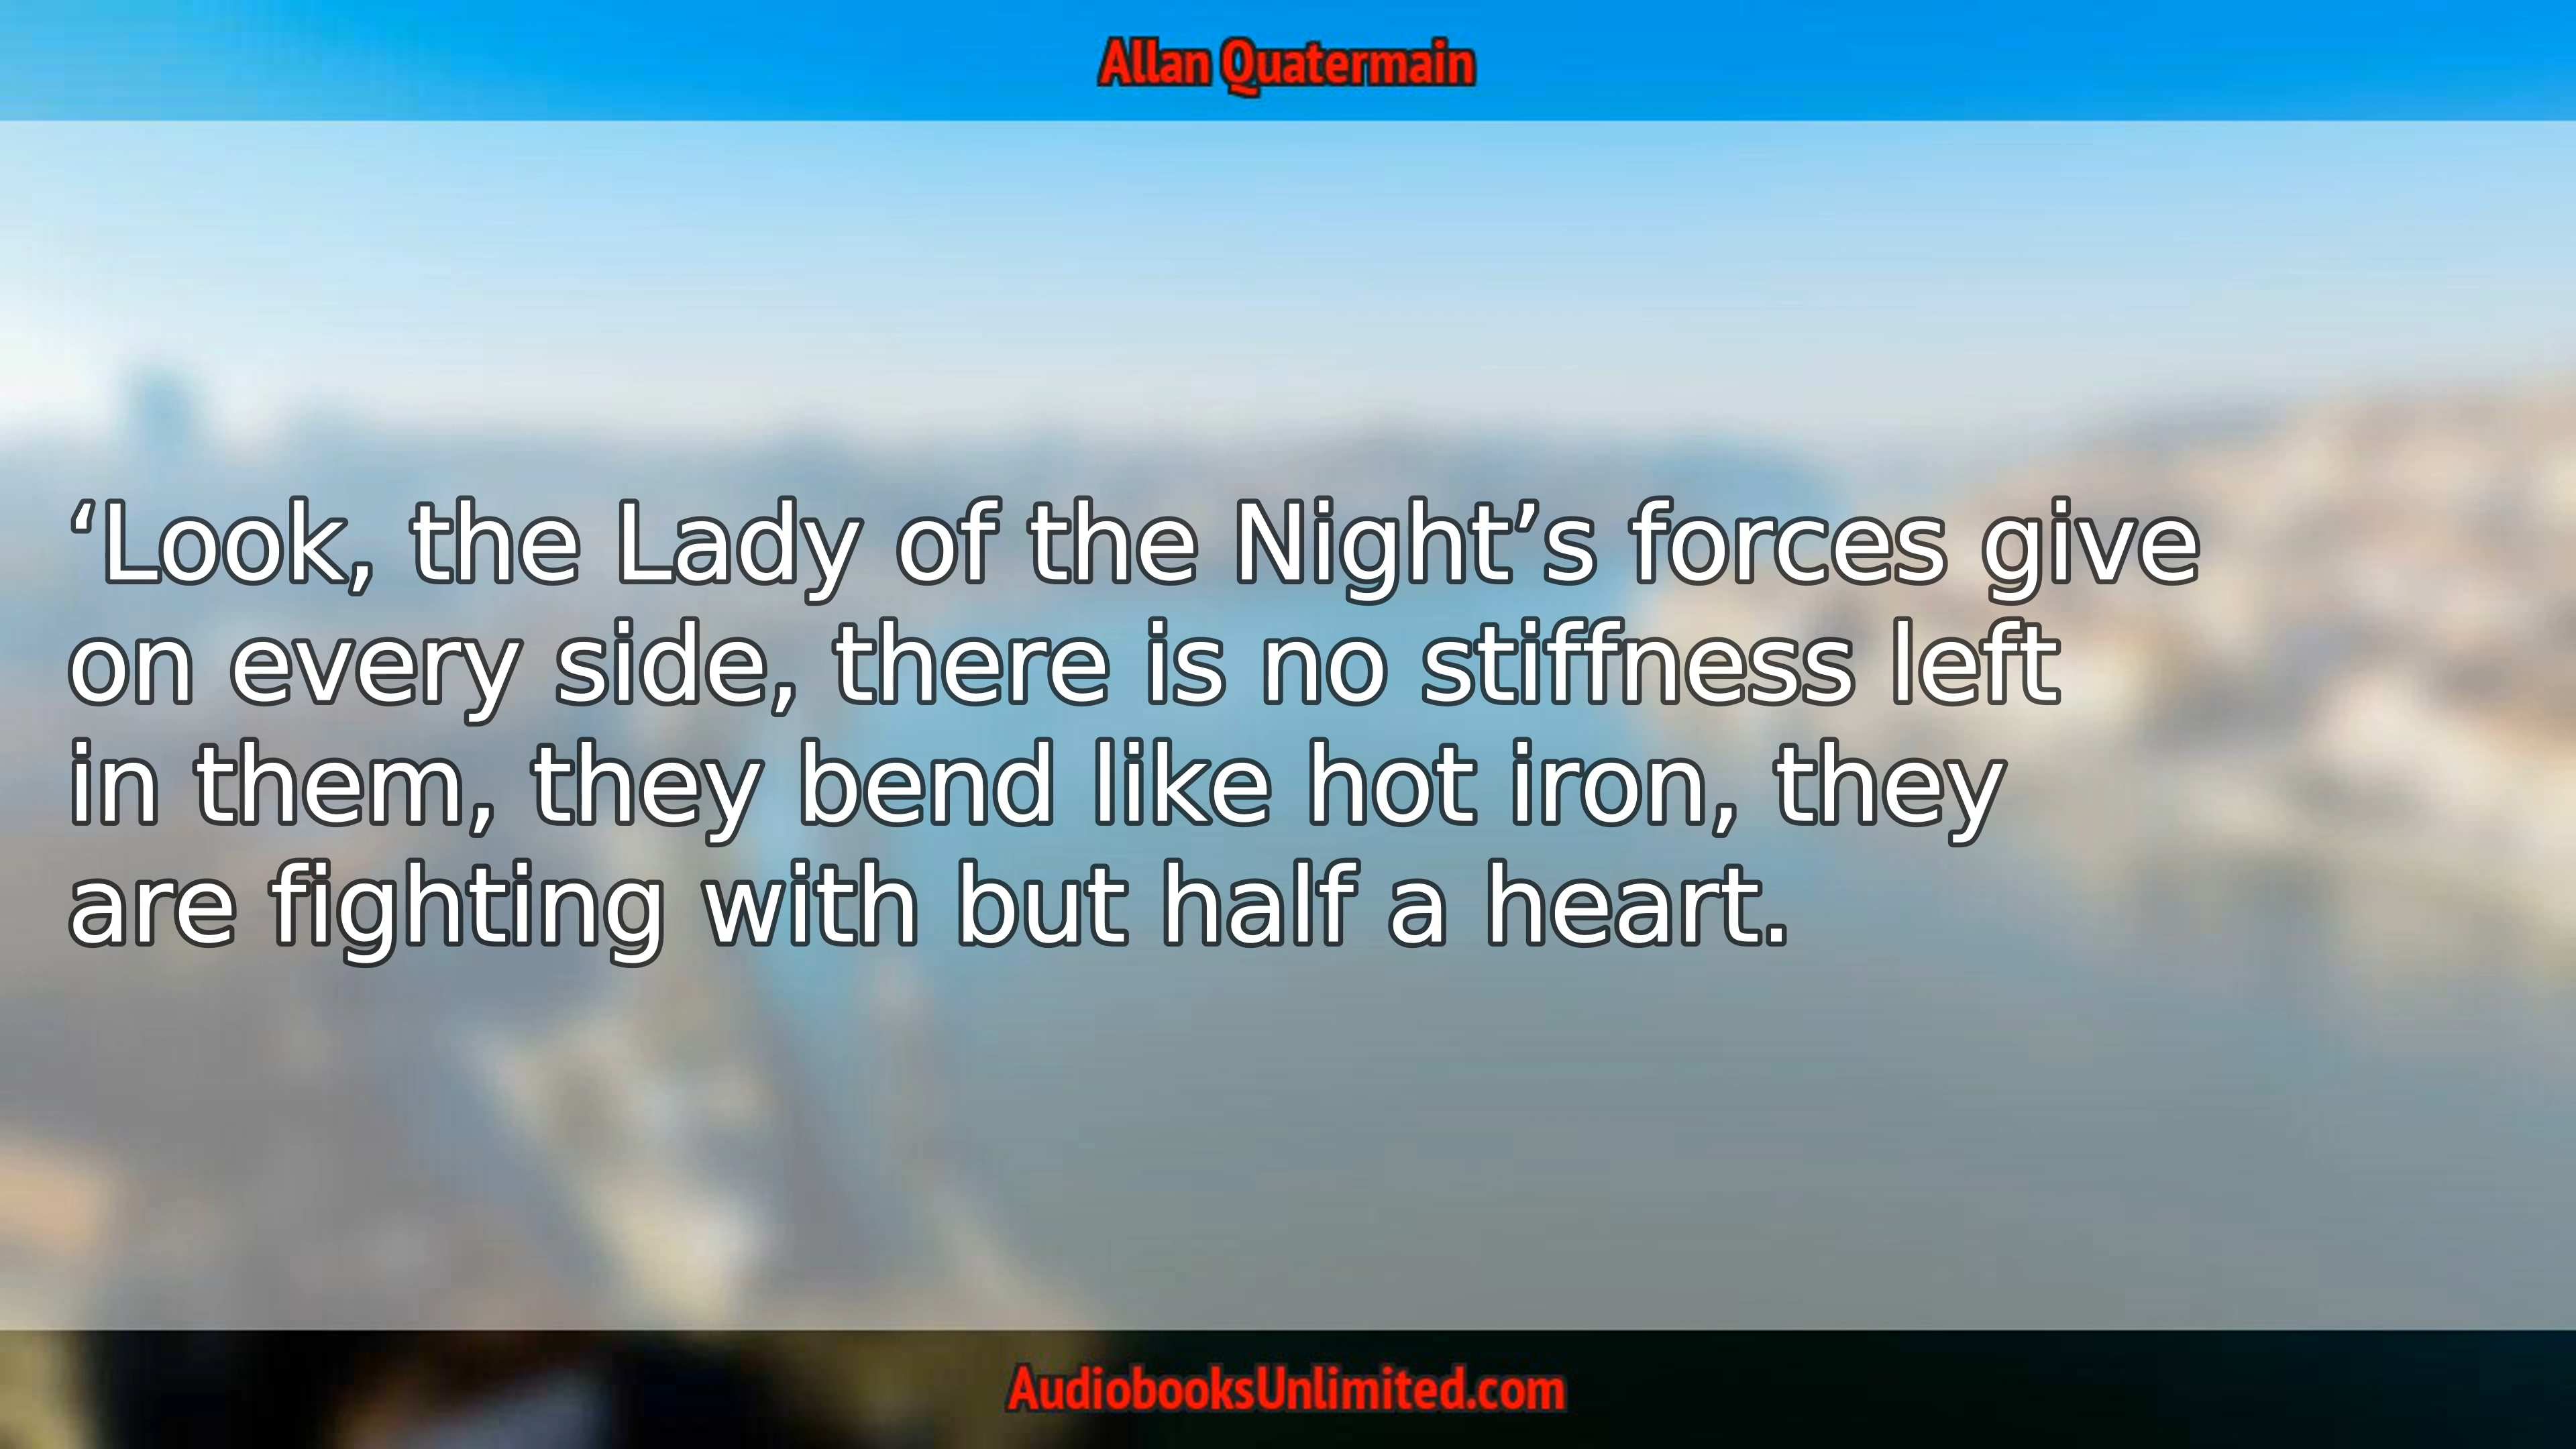 Allan Quatermain
‘Look, the Lady of the Night’s forces give
on every side, there is no stiffness left
in them, they bend like hot iron, they
are fighting with but half a heart.
AudiobooksUnlimited.com